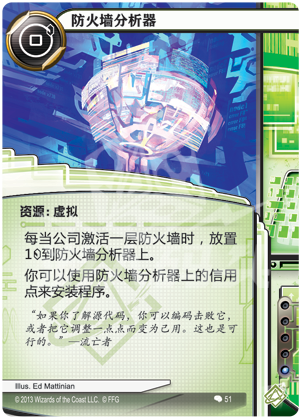 0
防火墙分析器
资源：虚拟
每当公司激活一层防火墙时，放置
1到防火墙分析器上。
你可以使用防火墙分析器上的信用
点来安装程序。
“如果你了解源代码，你可以编码击败它，
或者把它调整一点点而变为己用。这也是可
行的。”—流亡者
Illus. Ed Mattinian
© 2013 Wizards of the Coast LLC. © FFG
51